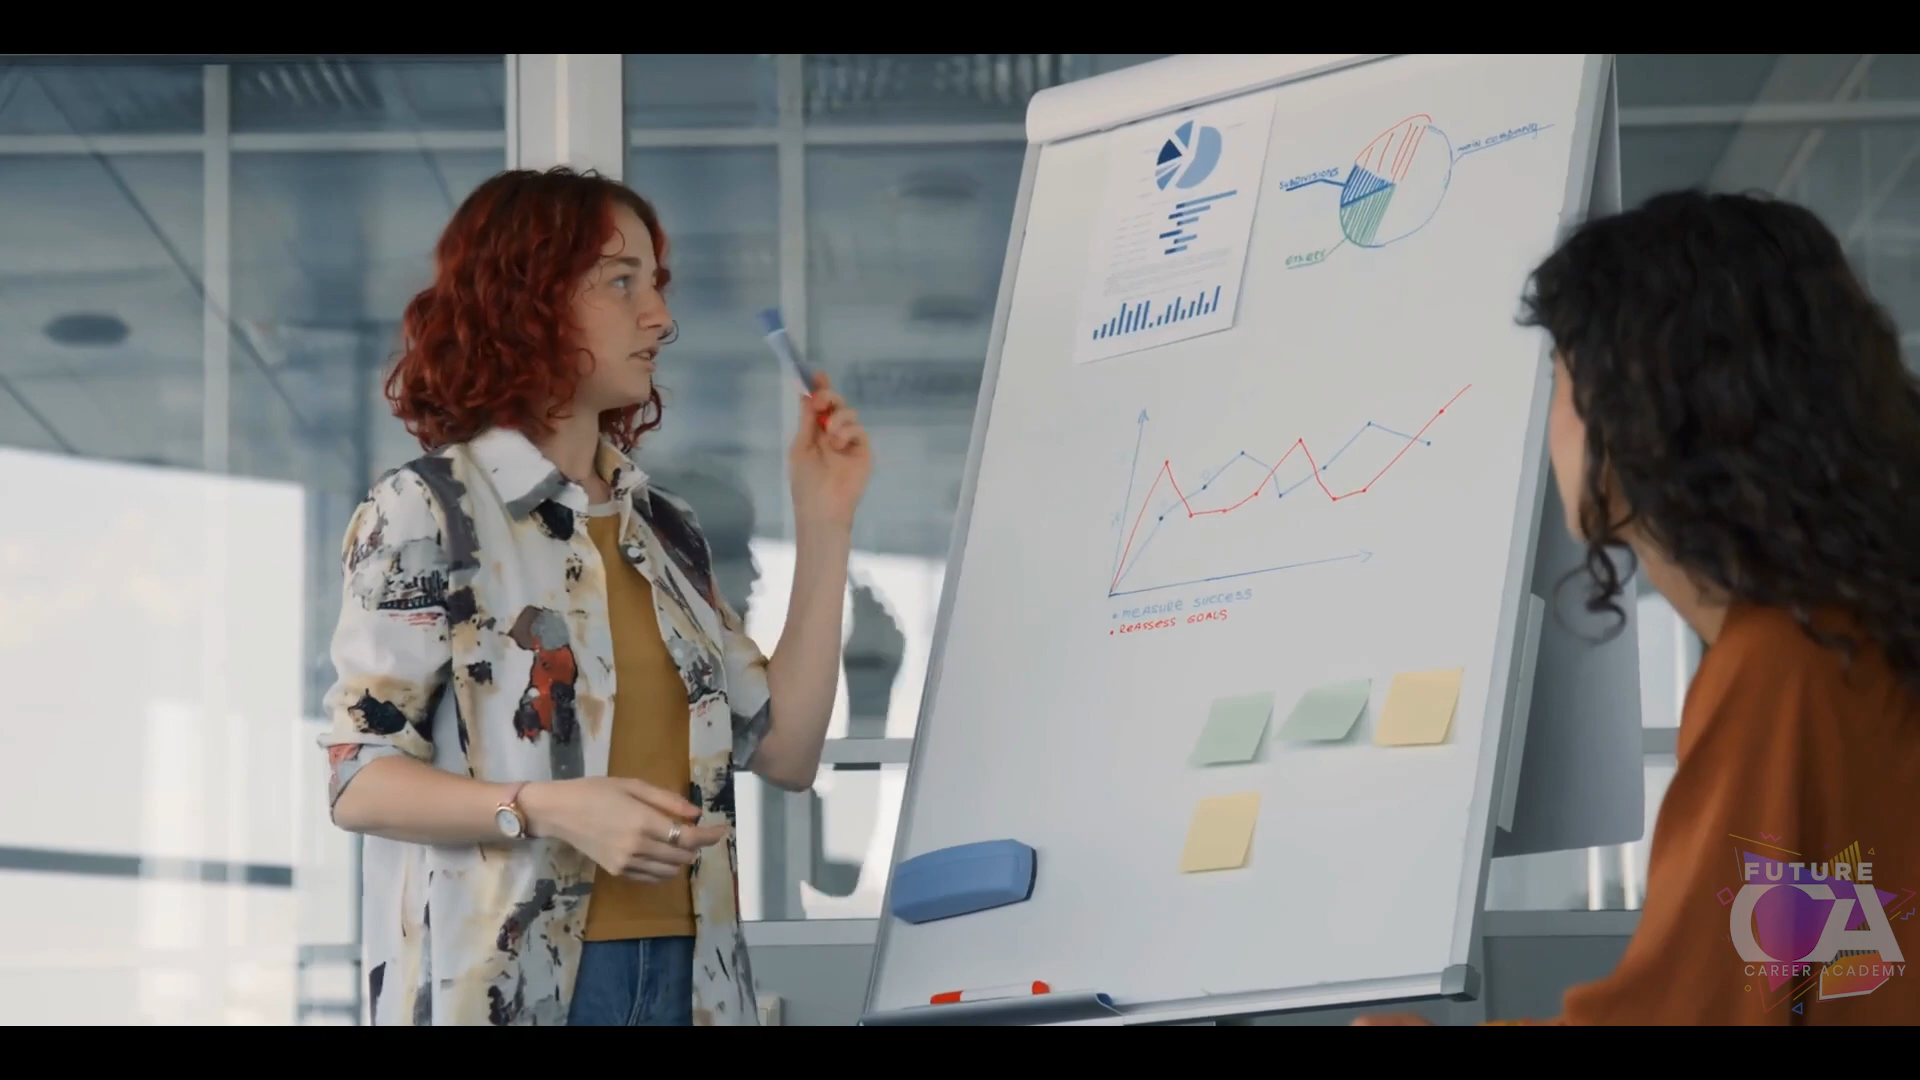 MAIN COMPANY
SUBDIVISIONS
OTHERS
• MEASURE SUCCESS
• REASSESS GOALS
FUTURE
CA
CAREER ACADEMY